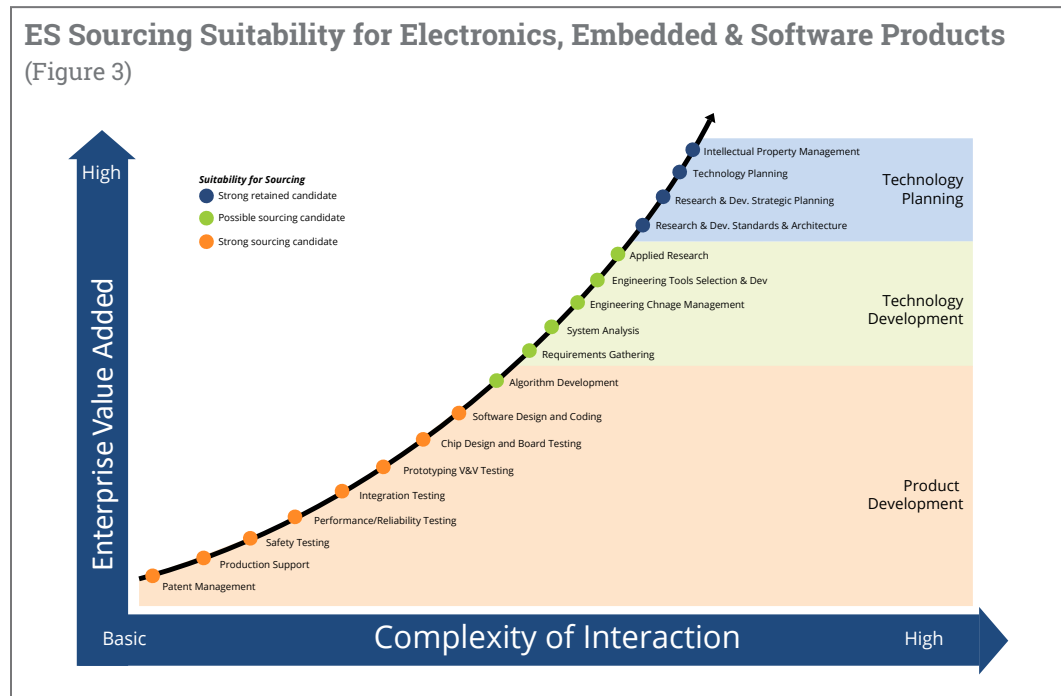 ES Sourcing Suitability for Electronics, Embedded & Software Products
(Figure 3)
High
Enterprise Value Added
Suitability for Sourcing
Strong retained candidate
Possible sourcing candidate
Strong sourcing candidate
Intellectual Property Management
Technology Planning
Research & Dev. Strategic Planning
Research & Dev. Standards & Architecture
Technology
Planning
Applied Research
Engineering Tools Selection & Dev
Engineering Chnage Management
System Analysis
Requirements Gathering
Technology
Development
Algorithm Development
Software Design and Coding
Chip Design and Board Testing
Prototyping V&V Testing
Integration Testing
Performance/Reliability Testing
Safety Testing
Production Support
Patent Management
Product
Development
Basic
Complexity of Interaction
High